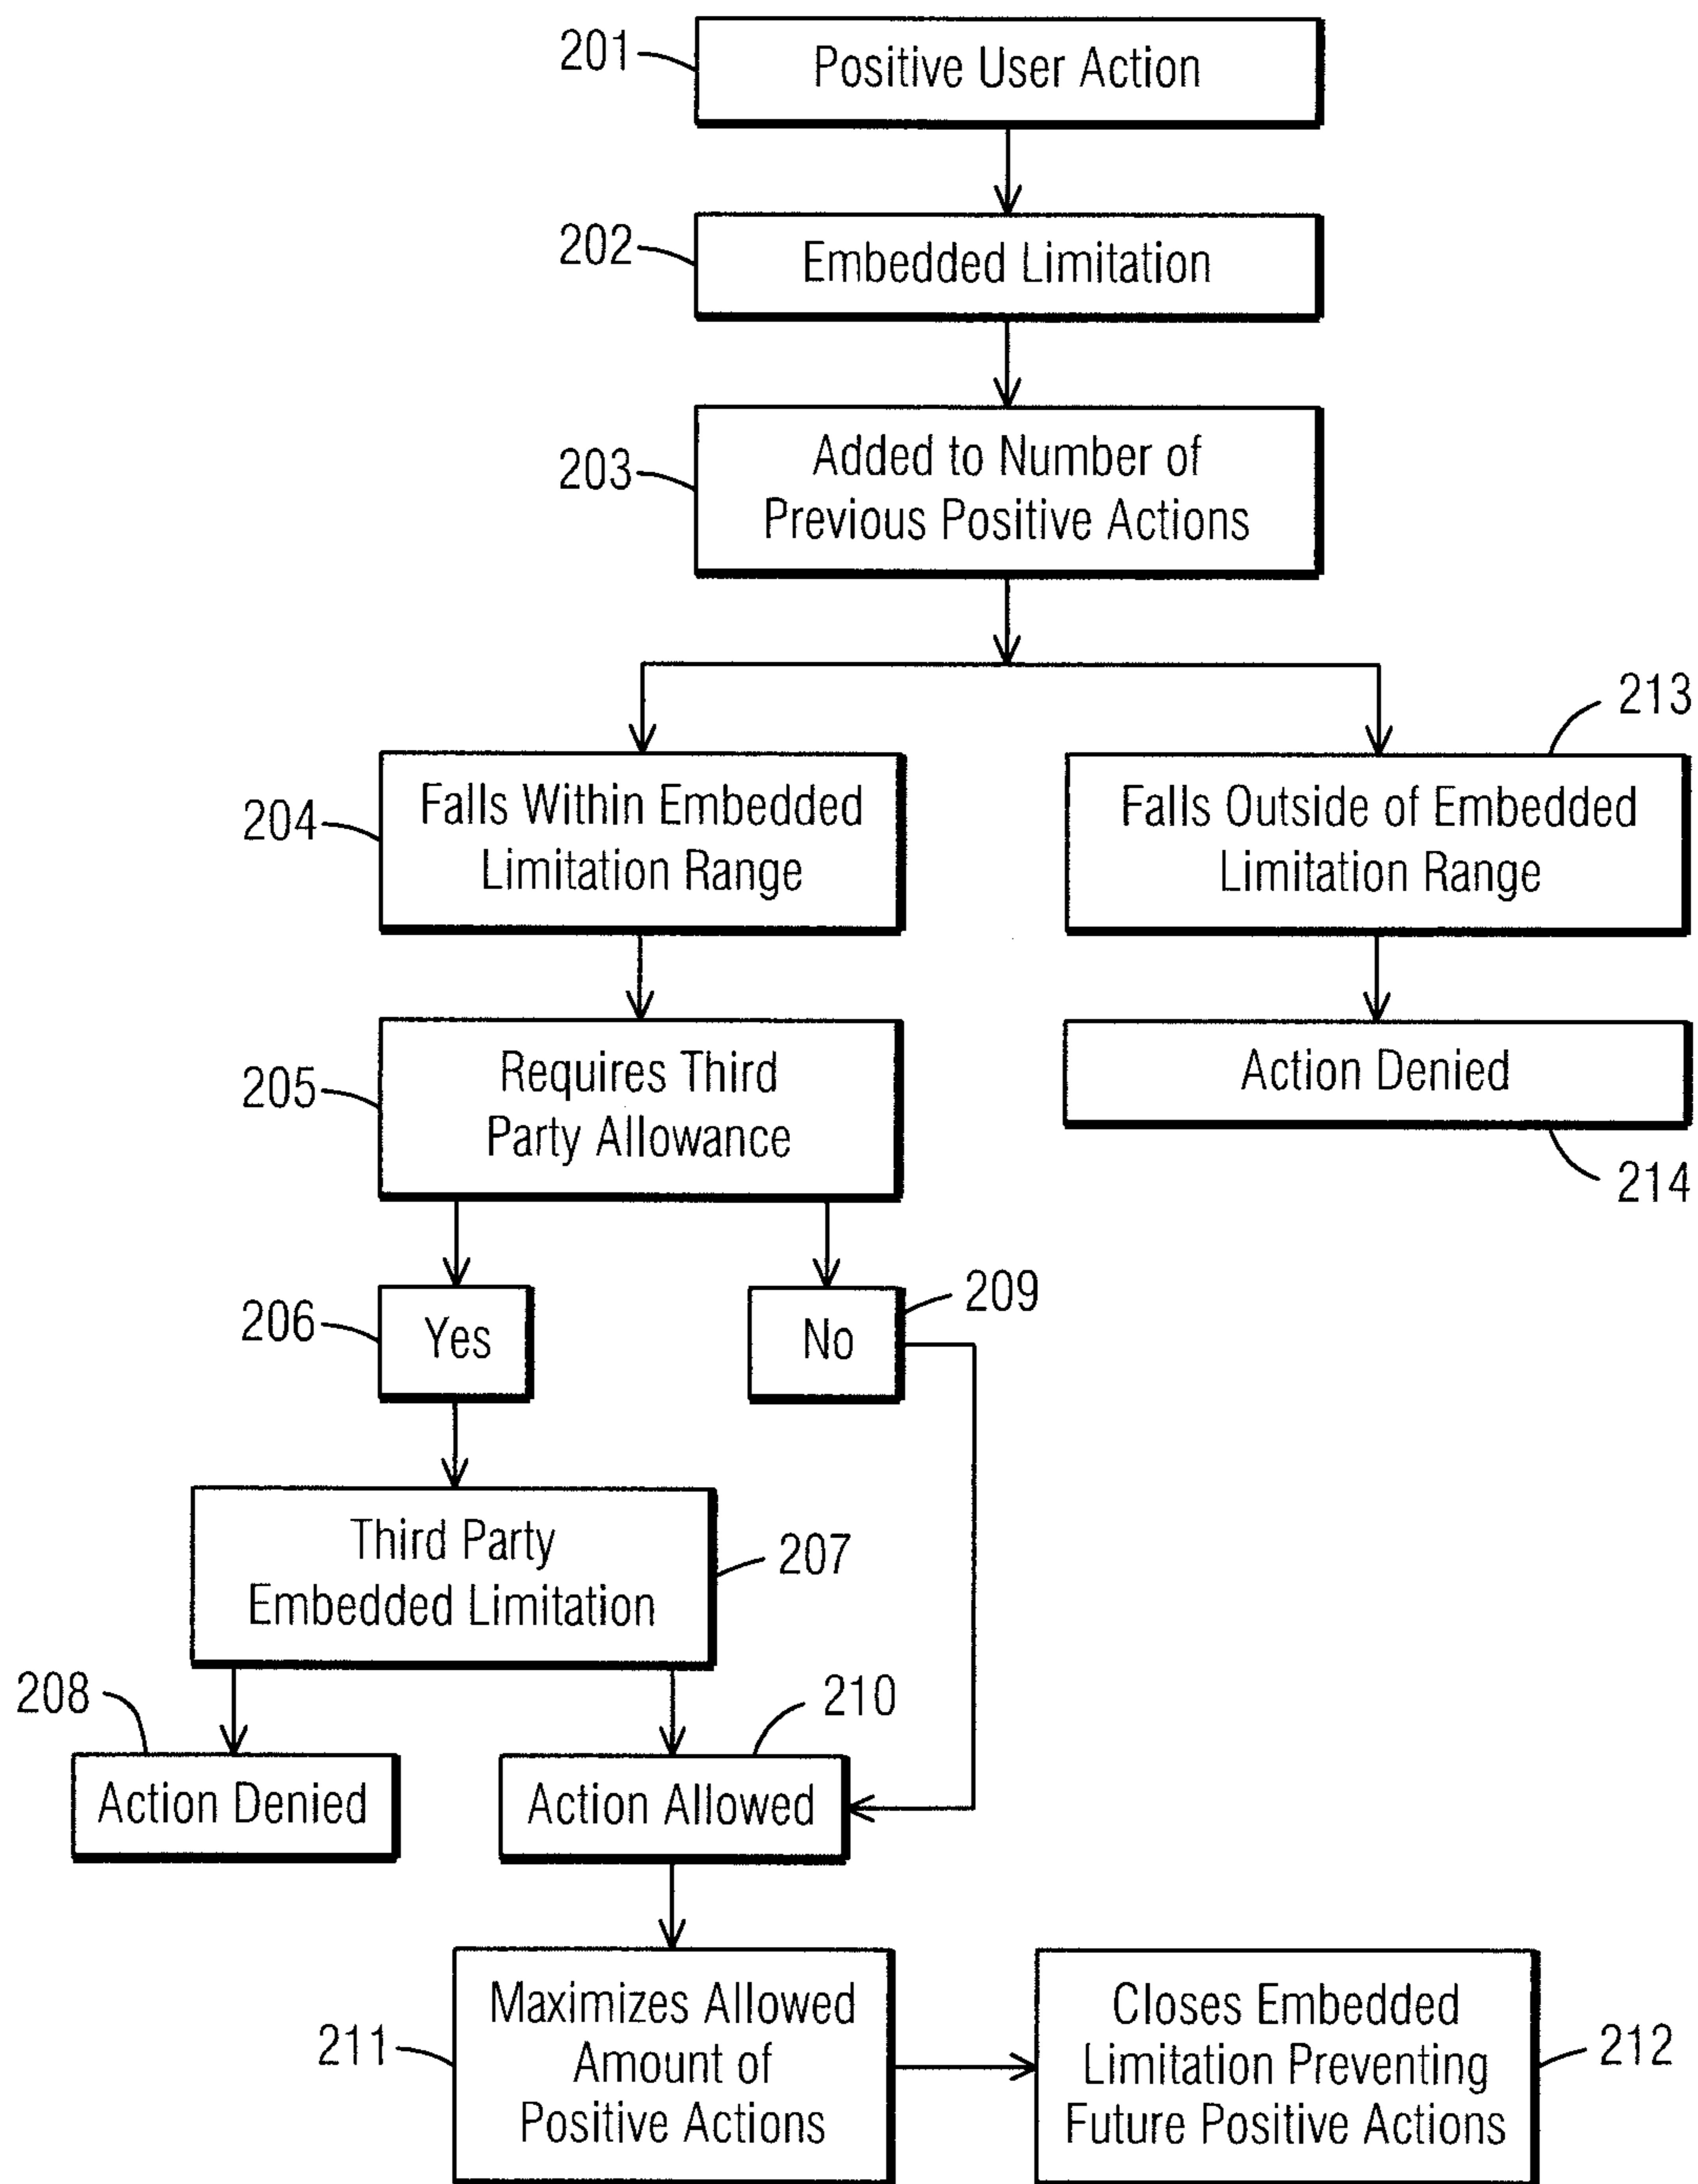 201
Positive User Action
202
Embedded Limitation
203
Added to Number of
Previous Positive Actions
213
204
Falls Within Embedded
Limitation Range
Falls Outside of Embedded
Limitation Range
205
Requires Third
Party Allowance
Action Denied
214
206
Yes
No
209
Third Party
Embedded Limitation
207
208
210
Action Denied
Action Allowed
211
Maximizes Allowed
Amount of
Positive Actions
Closes Embedded
Limitation Preventing
Future Positive Actions
212